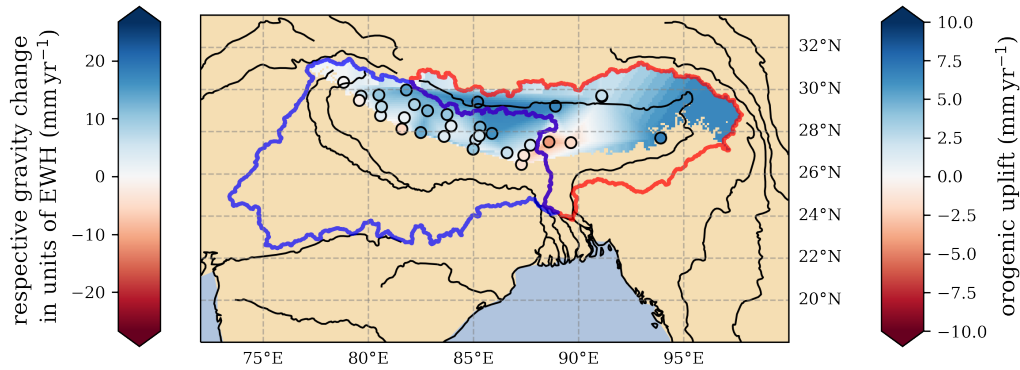 respective gravity change
in units of EWH (mm yr⁻¹)
20
10
0
−10
−20
32°N
30°N
28°N
26°N
24°N
22°N
20°N
75°E
80°E
85°E
90°E
95°E
10.0
7.5
5.0
2.5
0.0
−2.5
−5.0
−7.5
−10.0
orogenic uplift (mm yr⁻¹)